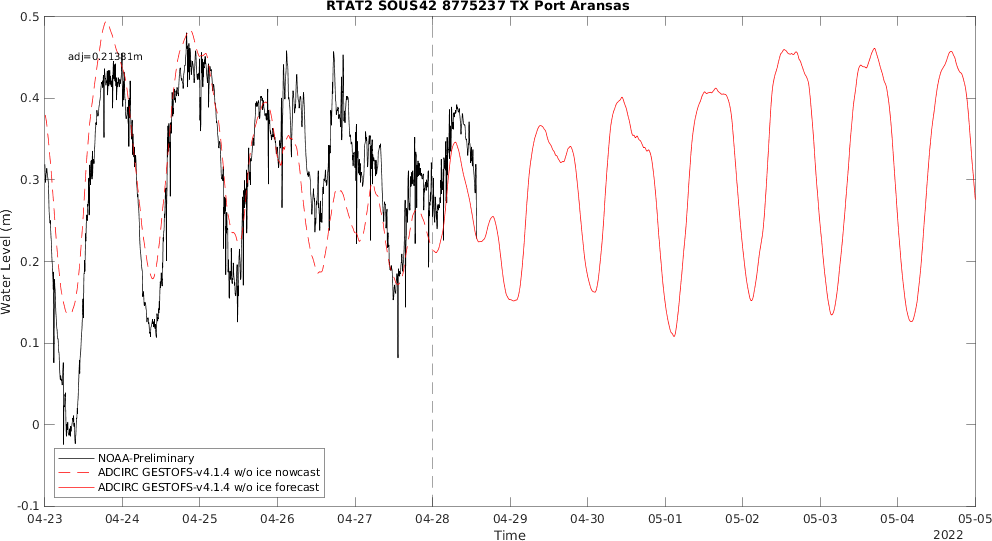 RTAT2 SOUS42 8775237 TX Port Aransas
adj=0.21381m
Water Level (m)
0.5
0.4
0.3
0.2
0.1
0
-0.1
NOAA-Preliminary
ADCIRC GESTOFS-v4.1.4 w/o ice nowcast
ADCIRC GESTOFS-v4.1.4 w/o ice forecast
04-23 04-24 04-25 04-26 04-27 04-28 04-29 04-30 05-01 05-02 05-03 05-04 05-05
Time
2022